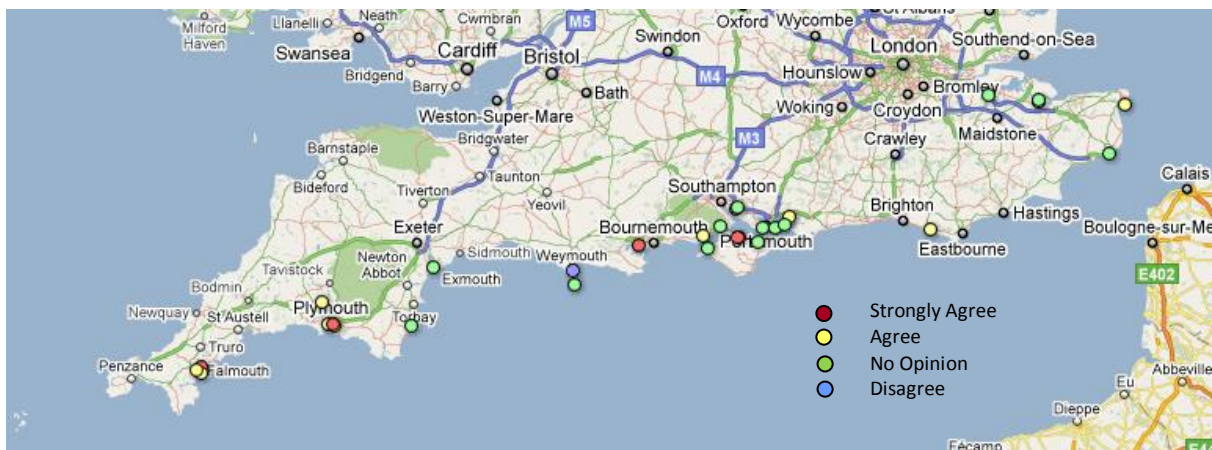 Milford
Haven
Llanelli
Neath
Cwmbran
Swansea
Bridgend
Cardiff
Barry
M5
Bristol
Bath
Weston-Super-Mare
Swindon
M4
Oxford
Wycombe
St Albans
London
Southend-on-Sea
Hounslow
Bromley
Croydon
Woking
Maidstone
Crawley
M3
Barnstaple
Bideford
Bridgwater
Taunton
Tiverton
Yeovil
Southampton
Bournemouth
Portmouth
Brighton
Eastbourne
Hastings
Calais
Boulogne-sur-Me
E402
Exeter
Sidmouth
Weymouth
Newton
Abbot
Exmouth
Tavistock
Bodmin
Newquay
St Austell
Plymouth
Torbay
Truro
Penzance
Falmouth
Strongly Agree
Agree
No Opinion
Disagree
Abbeville
Eu
Dieppe
Fécamp